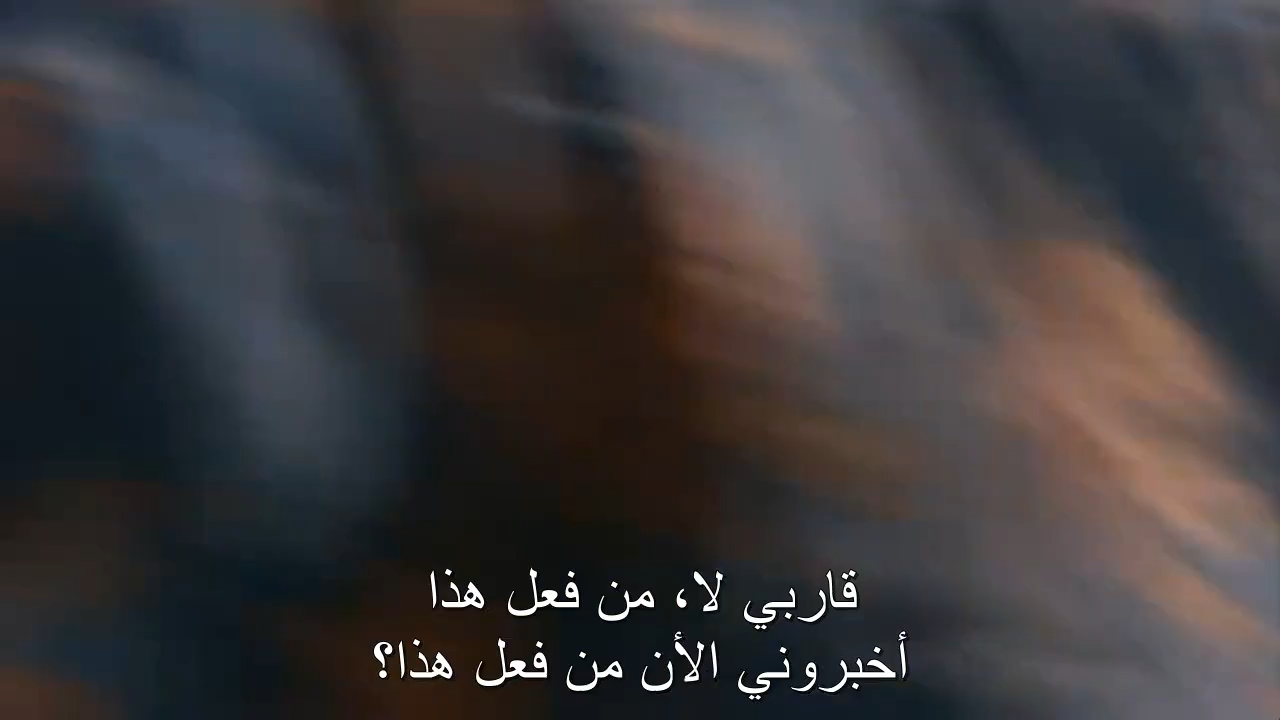 قاربي لا، من فعل هذا
أخبروني الأن من فعل هذا؟